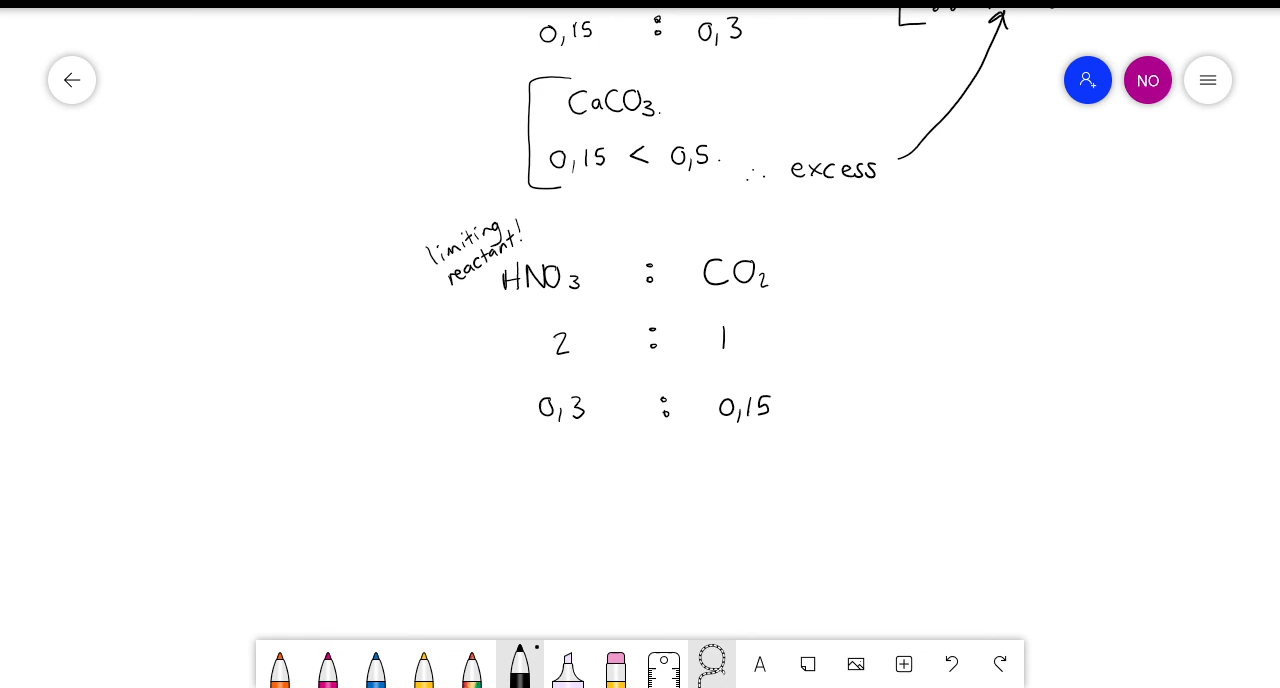 0,15 : 0,3
CaCO3.
0,15 < 0,5.
∴ excess
limiting
reactant!
HNO3 : CO2
2 : 1
0,3 : 0,15
NO
A